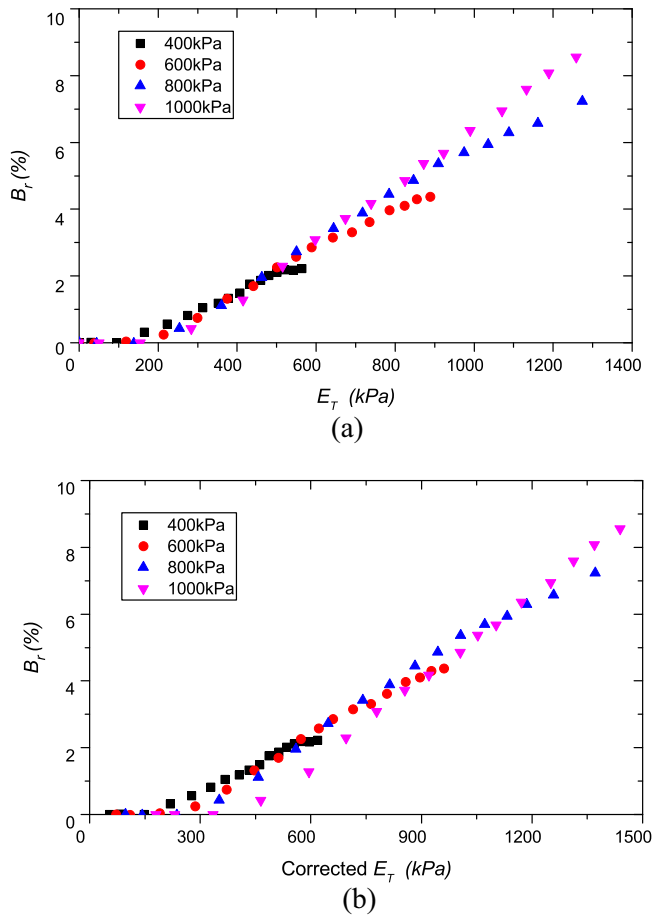 10
8
6
4
2
0
B_r (%)
400kPa
600kPa
800kPa
1000kPa
0 200 400 600 800 1000 1200 1400
E_T (kPa)
(a)
10
8
6
4
2
0
B_r (%)
400kPa
600kPa
800kPa
1000kPa
0 300 600 900 1200 1500
Corrected E_T (kPa)
(b)